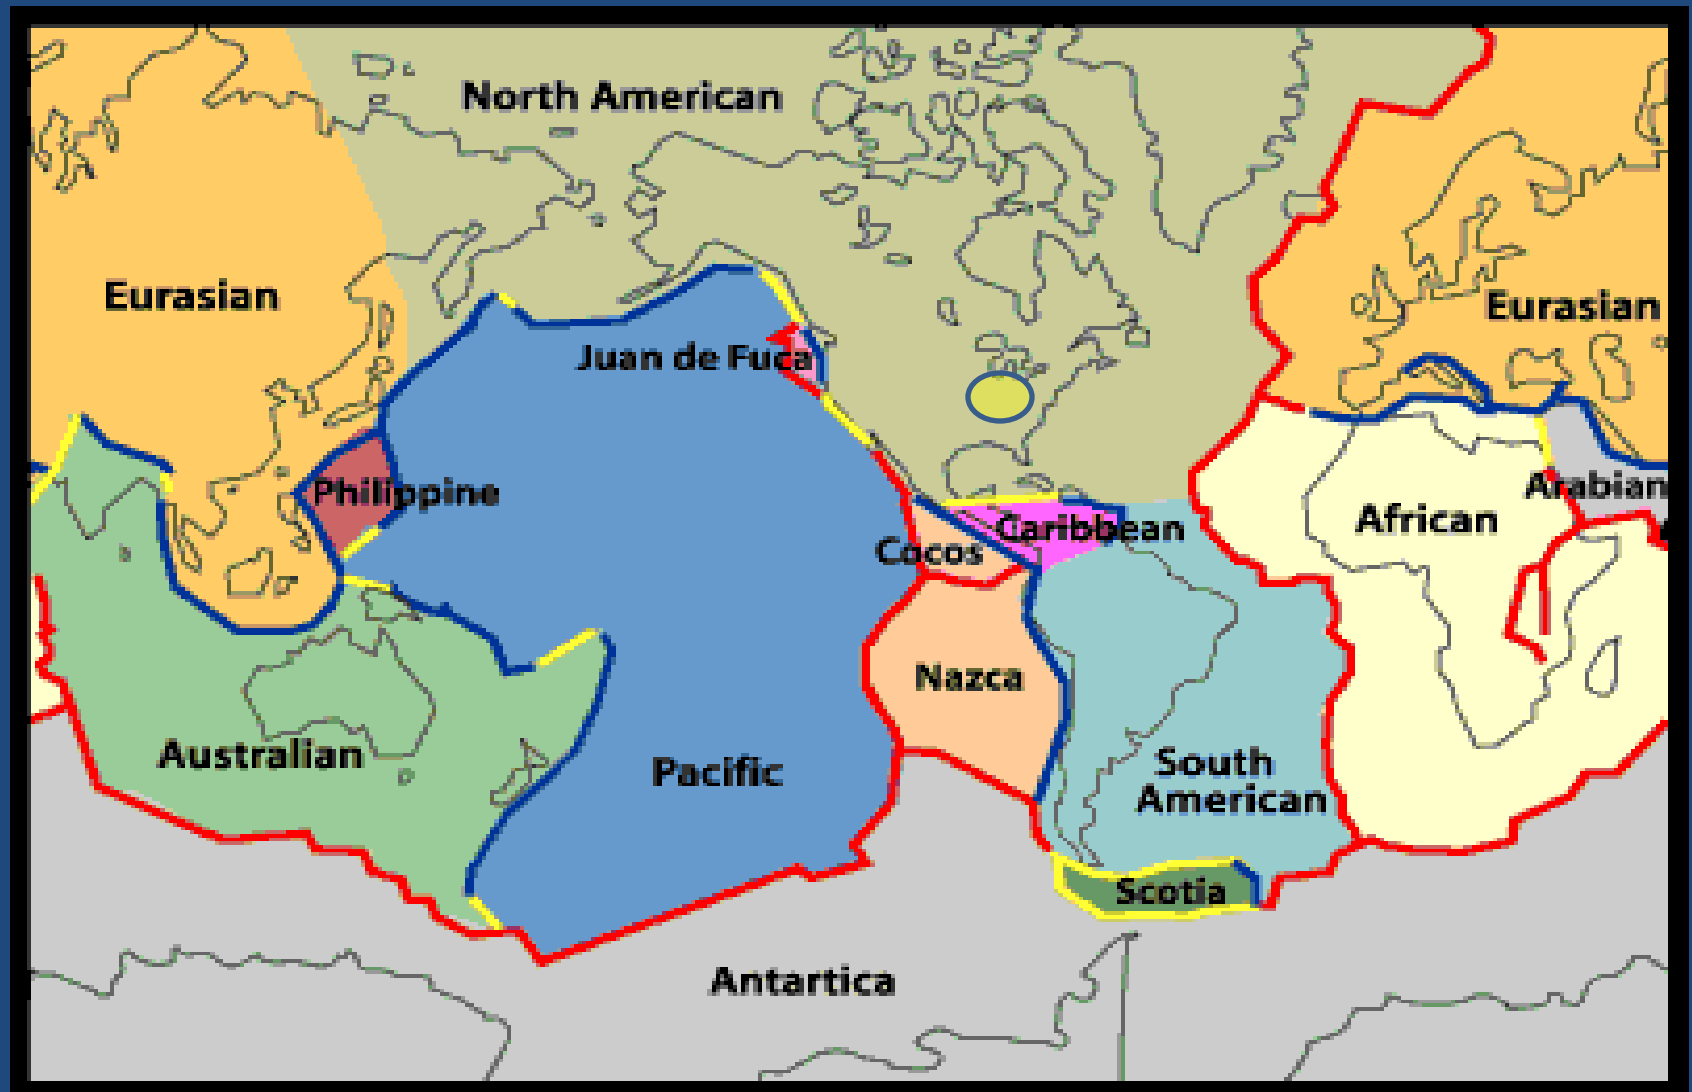 North American
Eurasian
Eurasian
Juan de Fuca
Philippine
Arabian
African
Caribbean
Cocos
Nazca
Australian
Pacific
South
American
Scotia
Antartica